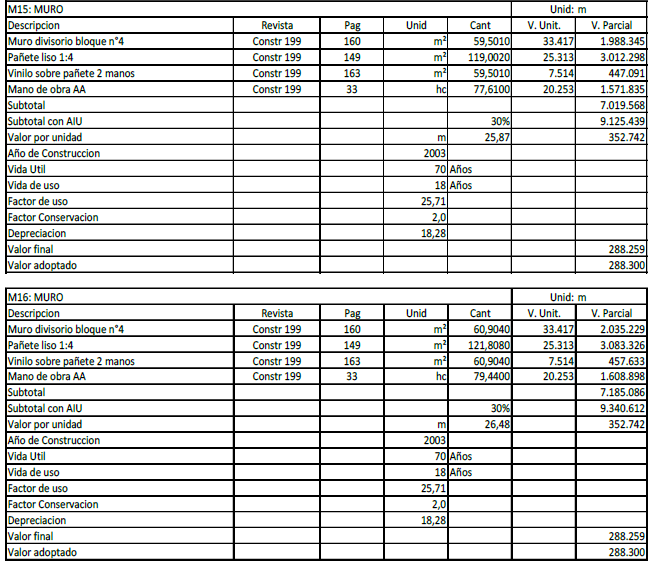 M15: MURO Unid: m
Descripcion Revista Pag Unid Cant V. Unit. V. Parcial
Muro divisorio bloque n°4 Constr 199 160 m² 59,5010 33.417 1.988.345
Pañete liso 1:4 Constr 199 149 m² 119,0020 25.313 3.012.298
Vinilo sobre pañete 2 manos Constr 199 163 m² 59,5010 7.514 447.091
Mano de obra AA Constr 199 33 hc 77,6100 20.253 1.571.835
Subtotal 7.019.568
Subtotal con AIU 30% 9.125.439
Valor por unidad m 25,87 352.742
Año de Construccion 2003
Vida Util 70 Años
Vida de uso 18 Años
Factor de uso 25,71
Factor Conservacion 2,0
Depreciacion 18,28
Valor final 288.259
Valor adoptado 288.300
M16: MURO Unid: m
Descripcion Revista Pag Unid Cant V. Unit. V. Parcial
Muro divisorio bloque n°4 Constr 199 160 m² 60,9040 33.417 2.035.229
Pañete liso 1:4 Constr 199 149 m² 121,8080 25.313 3.083.326
Vinilo sobre pañete 2 manos Constr 199 163 m² 60,9040 7.514 457.633
Mano de obra AA Constr 199 33 hc 79,4400 20.253 1.608.898
Subtotal 7.185.086
Subtotal con AIU 30% 9.340.612
Valor por unidad m 26,48 352.742
Año de Construccion 2003
Vida Util 70 Años
Vida de uso 18 Años
Factor de uso 25,71
Factor Conservacion 2,0
Depreciacion 18,28
Valor final 288.259
Valor adoptado 288.300